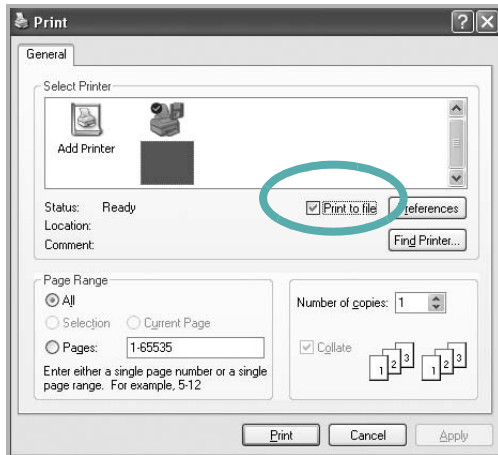 Print
General
Select Printer
Add Printer
Status: Ready
Print to file
Preferences
Location:
Comment:
Find Printer...
Page Range
All
Selection
Current Page
Pages:
1-65535
Enter either a single page number or a single
page range. For example, 5-12
Number of copies: 1
Collate
1 2 3 1 2 3
Print
Cancel
Apply